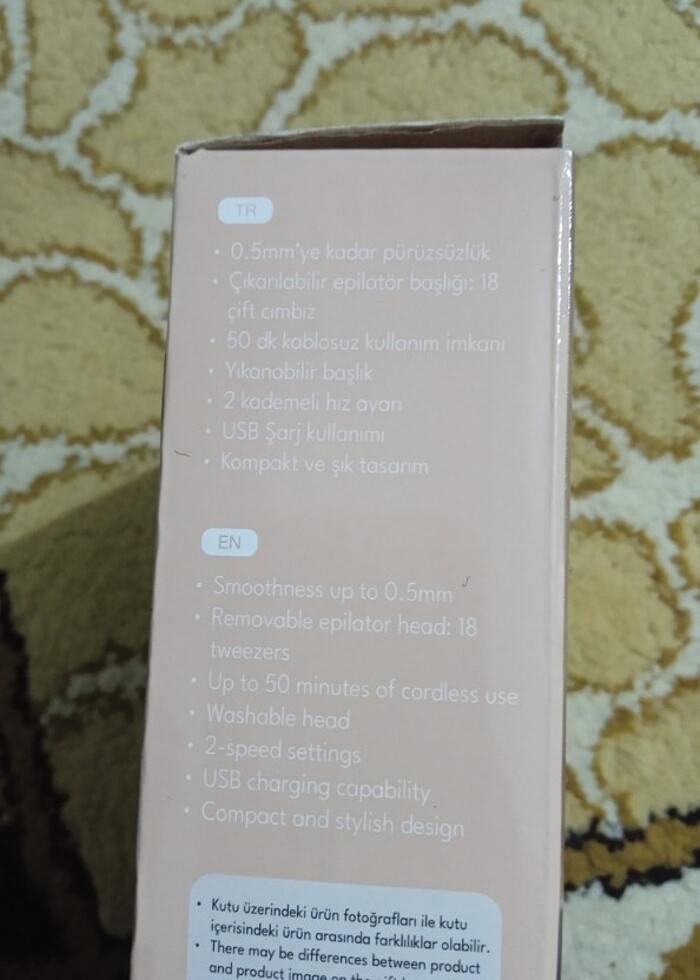 TR
• 0.5mm'ye kadar pürüzsüzlük
• Çıkarılabilir epilatör başlığı: 18
çift cımbız
• 50 dk kablosuz kullanım imkanı
• Yıkanabilir başlık
• 2 kademeli hız ayarı
• USB Şarj kullanımı
• Kompakt ve şık tasarım
EN
• Smoothness up to 0.5mm
• Removable epilator head: 18
tweezers
• Up to 50 minutes of cordless use
• Washable head
• 2-speed settings
• USB charging capability
• Compact and stylish design
• Kutu üzerindeki ürün fotoğrafları ile kutu
içerisindeki ürün arasında farklılıklar olabilir.
• There may be differences between product
and product image on the